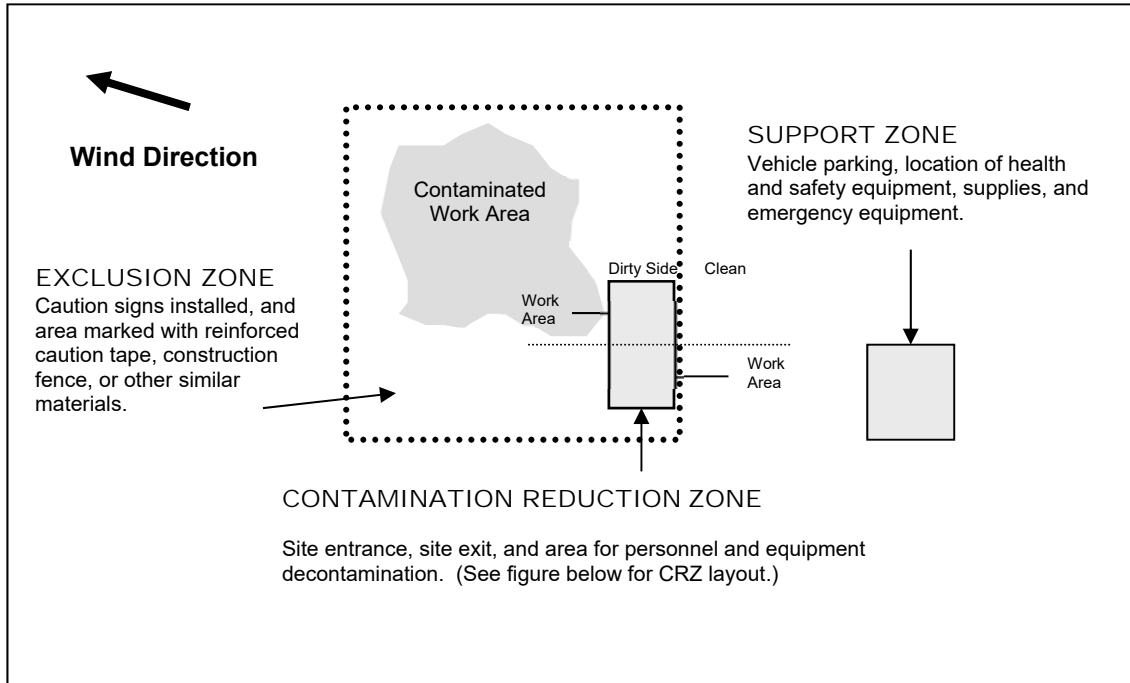 Wind Direction
Contaminated
Work Area
SUPPORT ZONE
Vehicle parking, location of health
and safety equipment, supplies, and
emergency equipment.
EXCLUSION ZONE
Caution signs installed, and
area marked with reinforced
caution tape, construction
fence, or other similar
materials.
Dirty Side
Clean
Work
Area
Work
Area
CONTAMINATION REDUCTION ZONE
Site entrance, site exit, and area for personnel and equipment
decontamination. (See figure below for CRZ layout.)